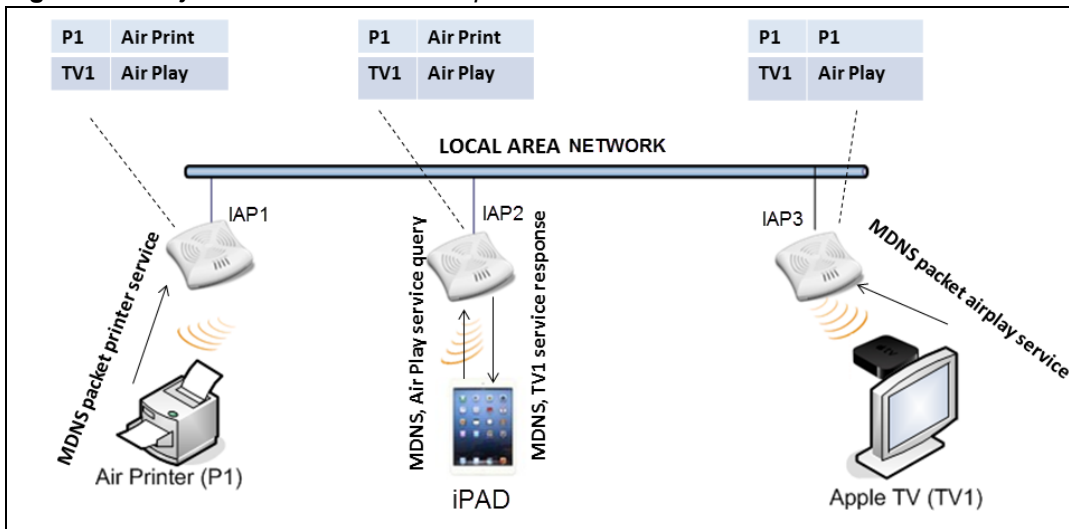 P1 Air Print
TV1 Air Play
P1 Air Print
TV1 Air Play
P1 P1
TV1 Air Play
LOCAL AREA NETWORK
IAP1
IAP2
IAP3
MDNS packet printer service
MDNS, Air Play service query
MDNS, TV1 service response
MDNS packet airplay service
tv
Air Printer (P1)
iPAD
Apple TV (TV1)